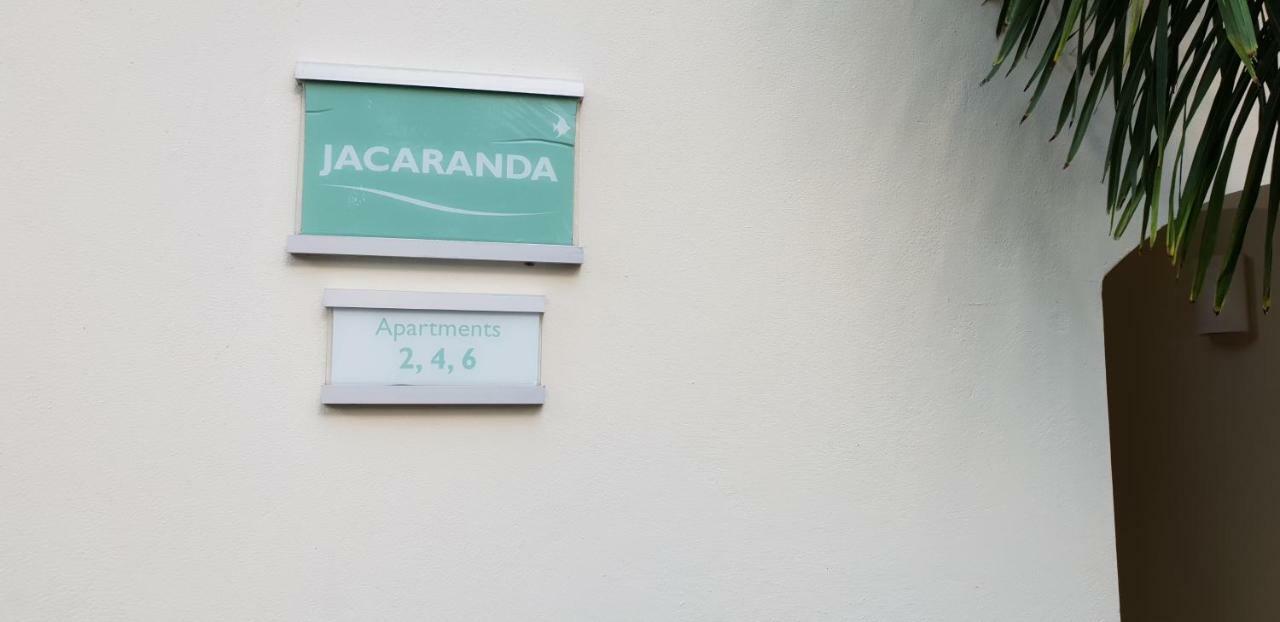 JACARANDA
Apartments
2, 4, 6